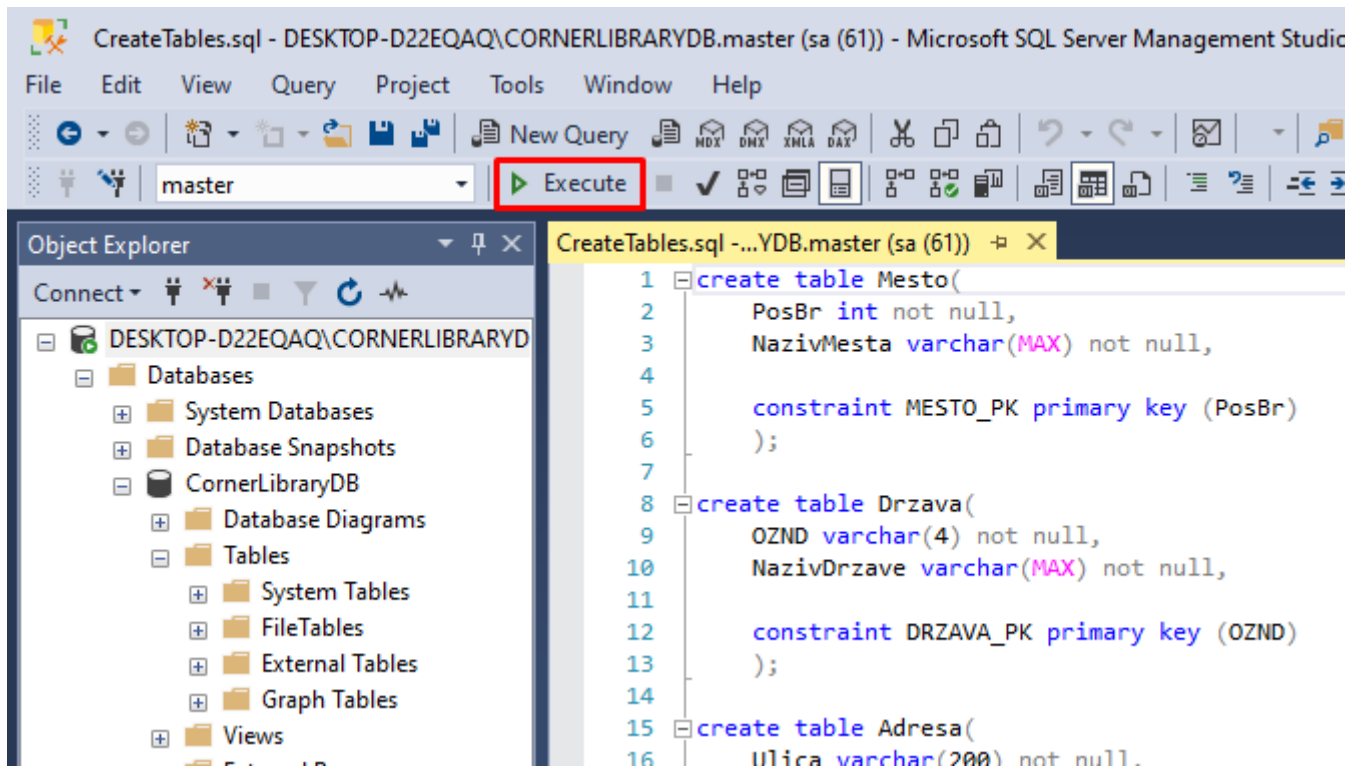 CreateTables.sql - DESKTOP-D22EQAQ\CORNERLIBRARYDB.master (sa (61)) - Microsoft SQL Server Management Studio
File Edit View Query Project Tools Window Help
New Query MDX DMX XMLA DAX
master Execute
Object Explorer
Connect
DESKTOP-D22EQAQ\CORNERLIBRARYD
Databases
System Databases
Database Snapshots
CornerLibraryDB
Database Diagrams
Tables
System Tables
FileTables
External Tables
Graph Tables
Views
CreateTables.sql -...YDB.master (sa (61))
1 create table Mesto(
2 PosBr int not null,
3 NazivMesta varchar(MAX) not null,
4
5 constraint MESTO_PK primary key (PosBr)
6 );
7
8 create table Drzava(
9 OZND varchar(4) not null,
10 NazivDrzave varchar(MAX) not null,
11
12 constraint DRZAVA_PK primary key (OZND)
13 );
14
15 create table Adresa(
16 Ulica varchar(200) not null,